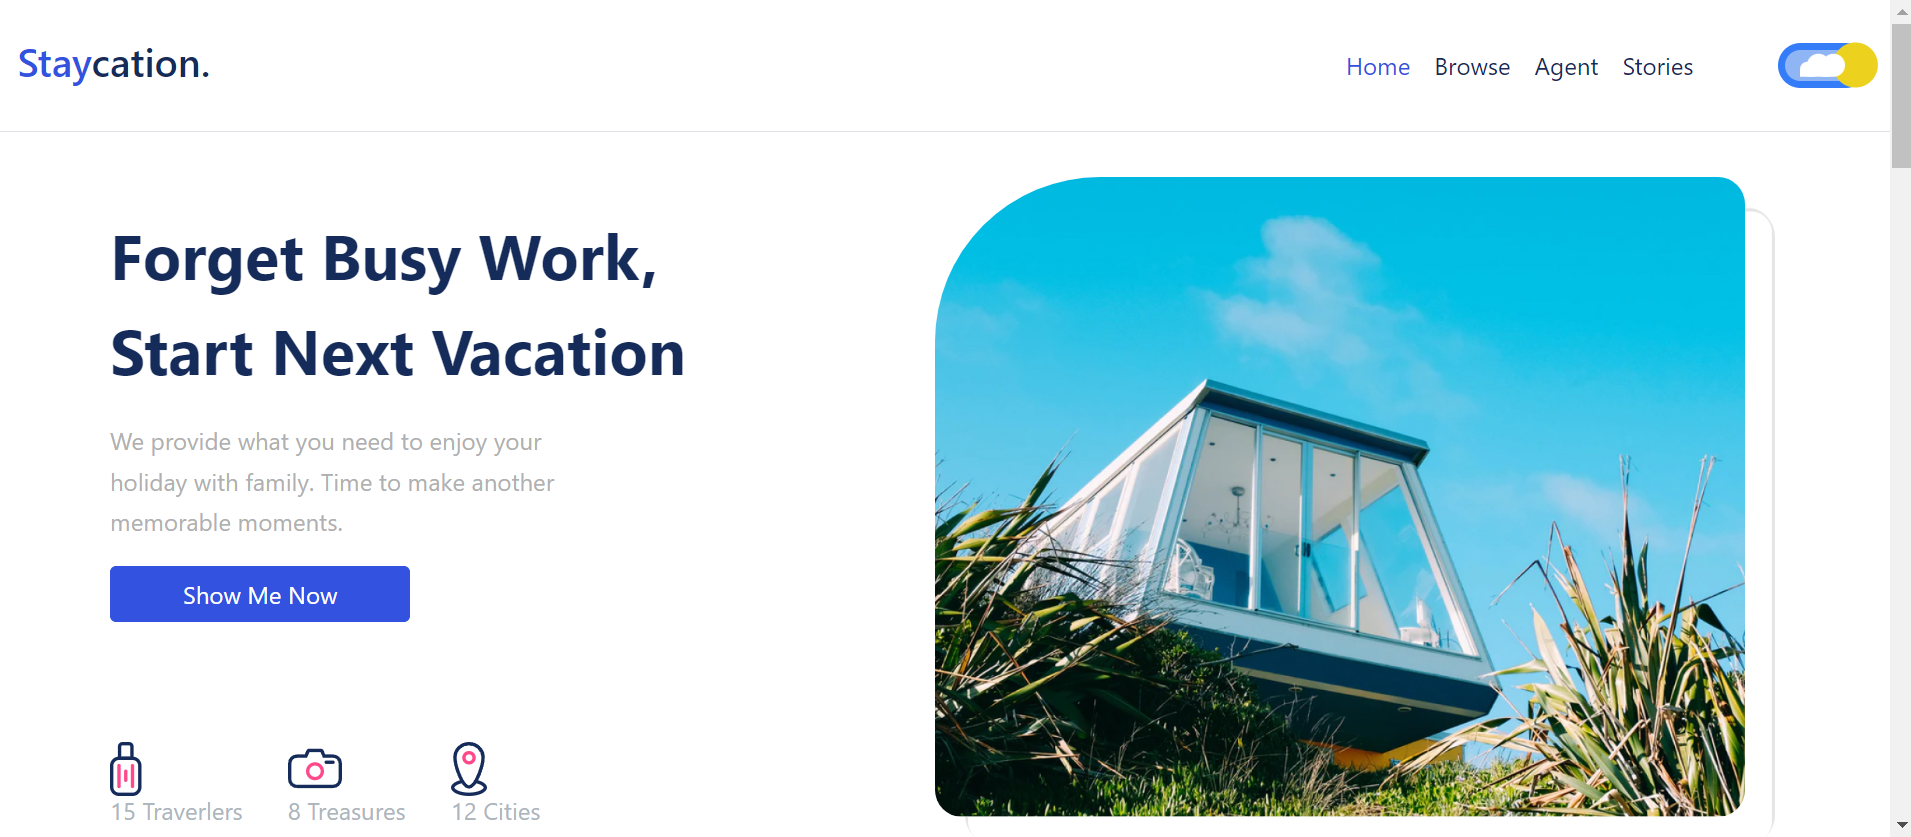 Staycation.
Home Browse Agent Stories
Forget Busy Work,
Start Next Vacation
We provide what you need to enjoy your
holiday with family. Time to make another
memorable moments.
Show Me Now
15 Traverlers
8 Treasures
12 Cities